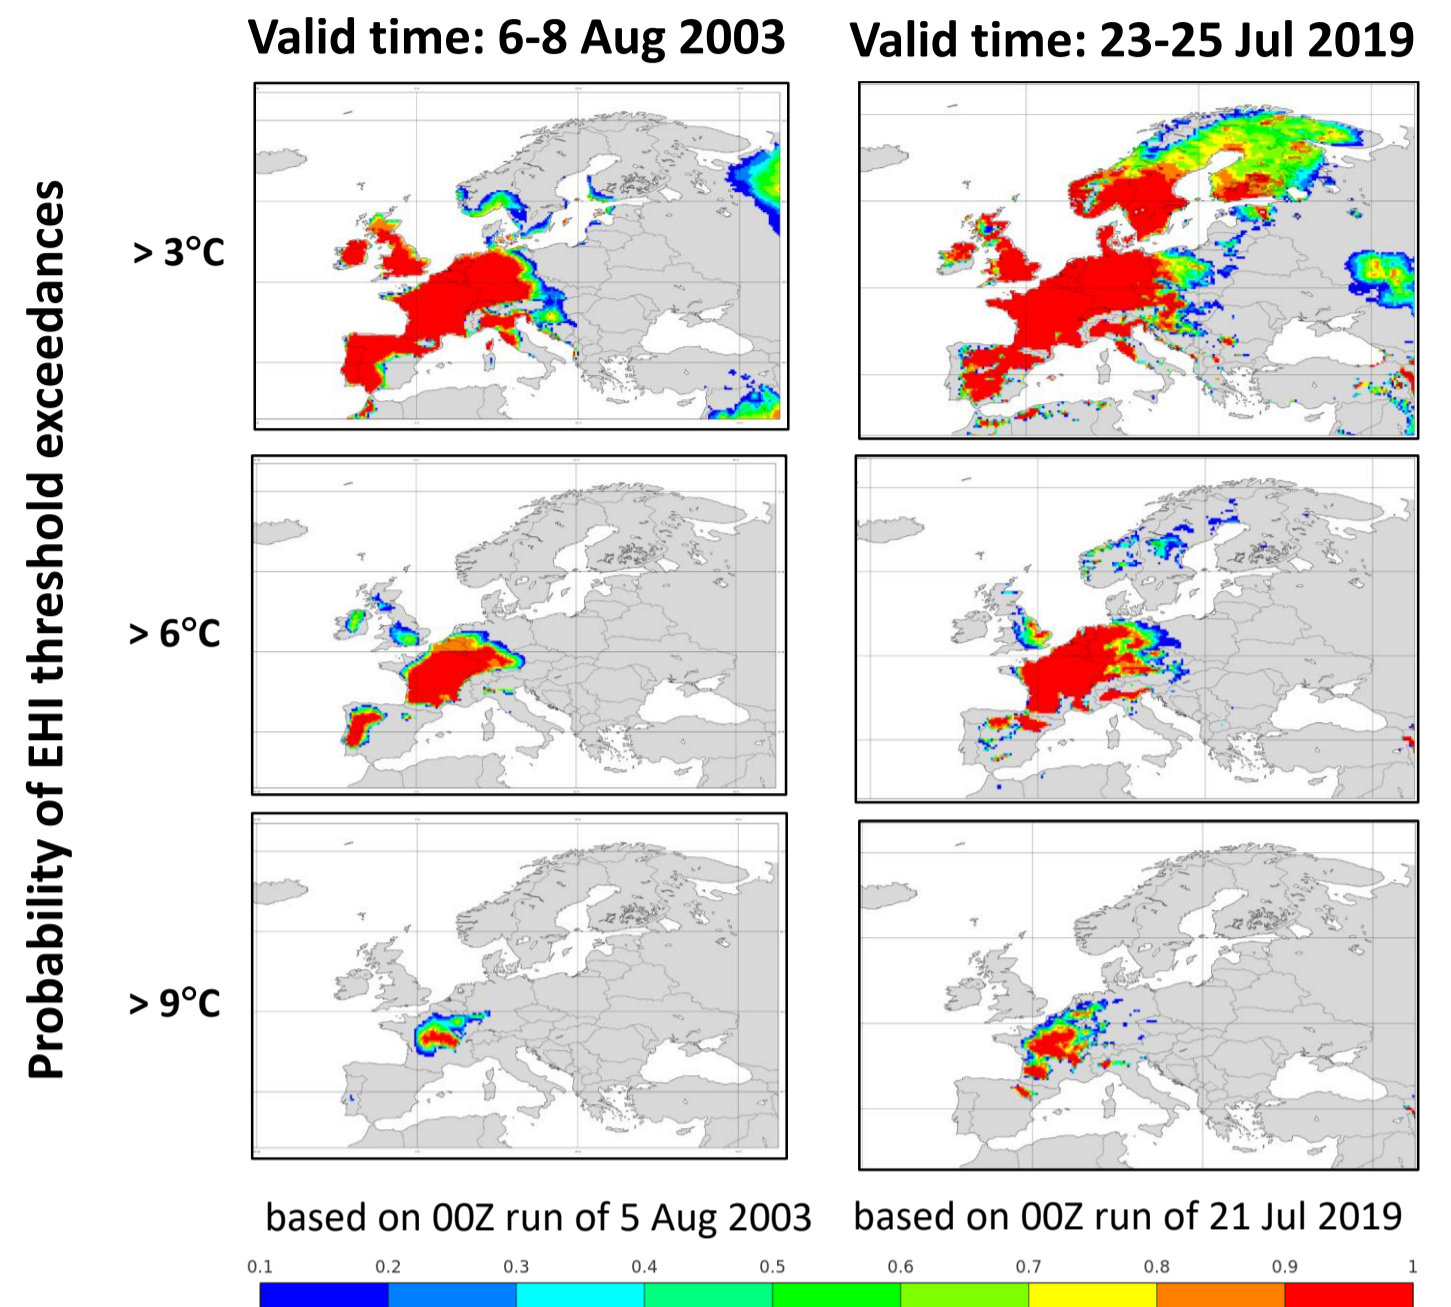 Valid time: 6-8 Aug 2003
Valid time: 23-25 Jul 2019
Probability of EHI threshold exceedances
> 3°C
> 6°C
> 9°C
based on 00Z run of 5 Aug 2003
based on 00Z run of 21 Jul 2019
0.1 0.2 0.3 0.4 0.5 0.6 0.7 0.8 0.9 1